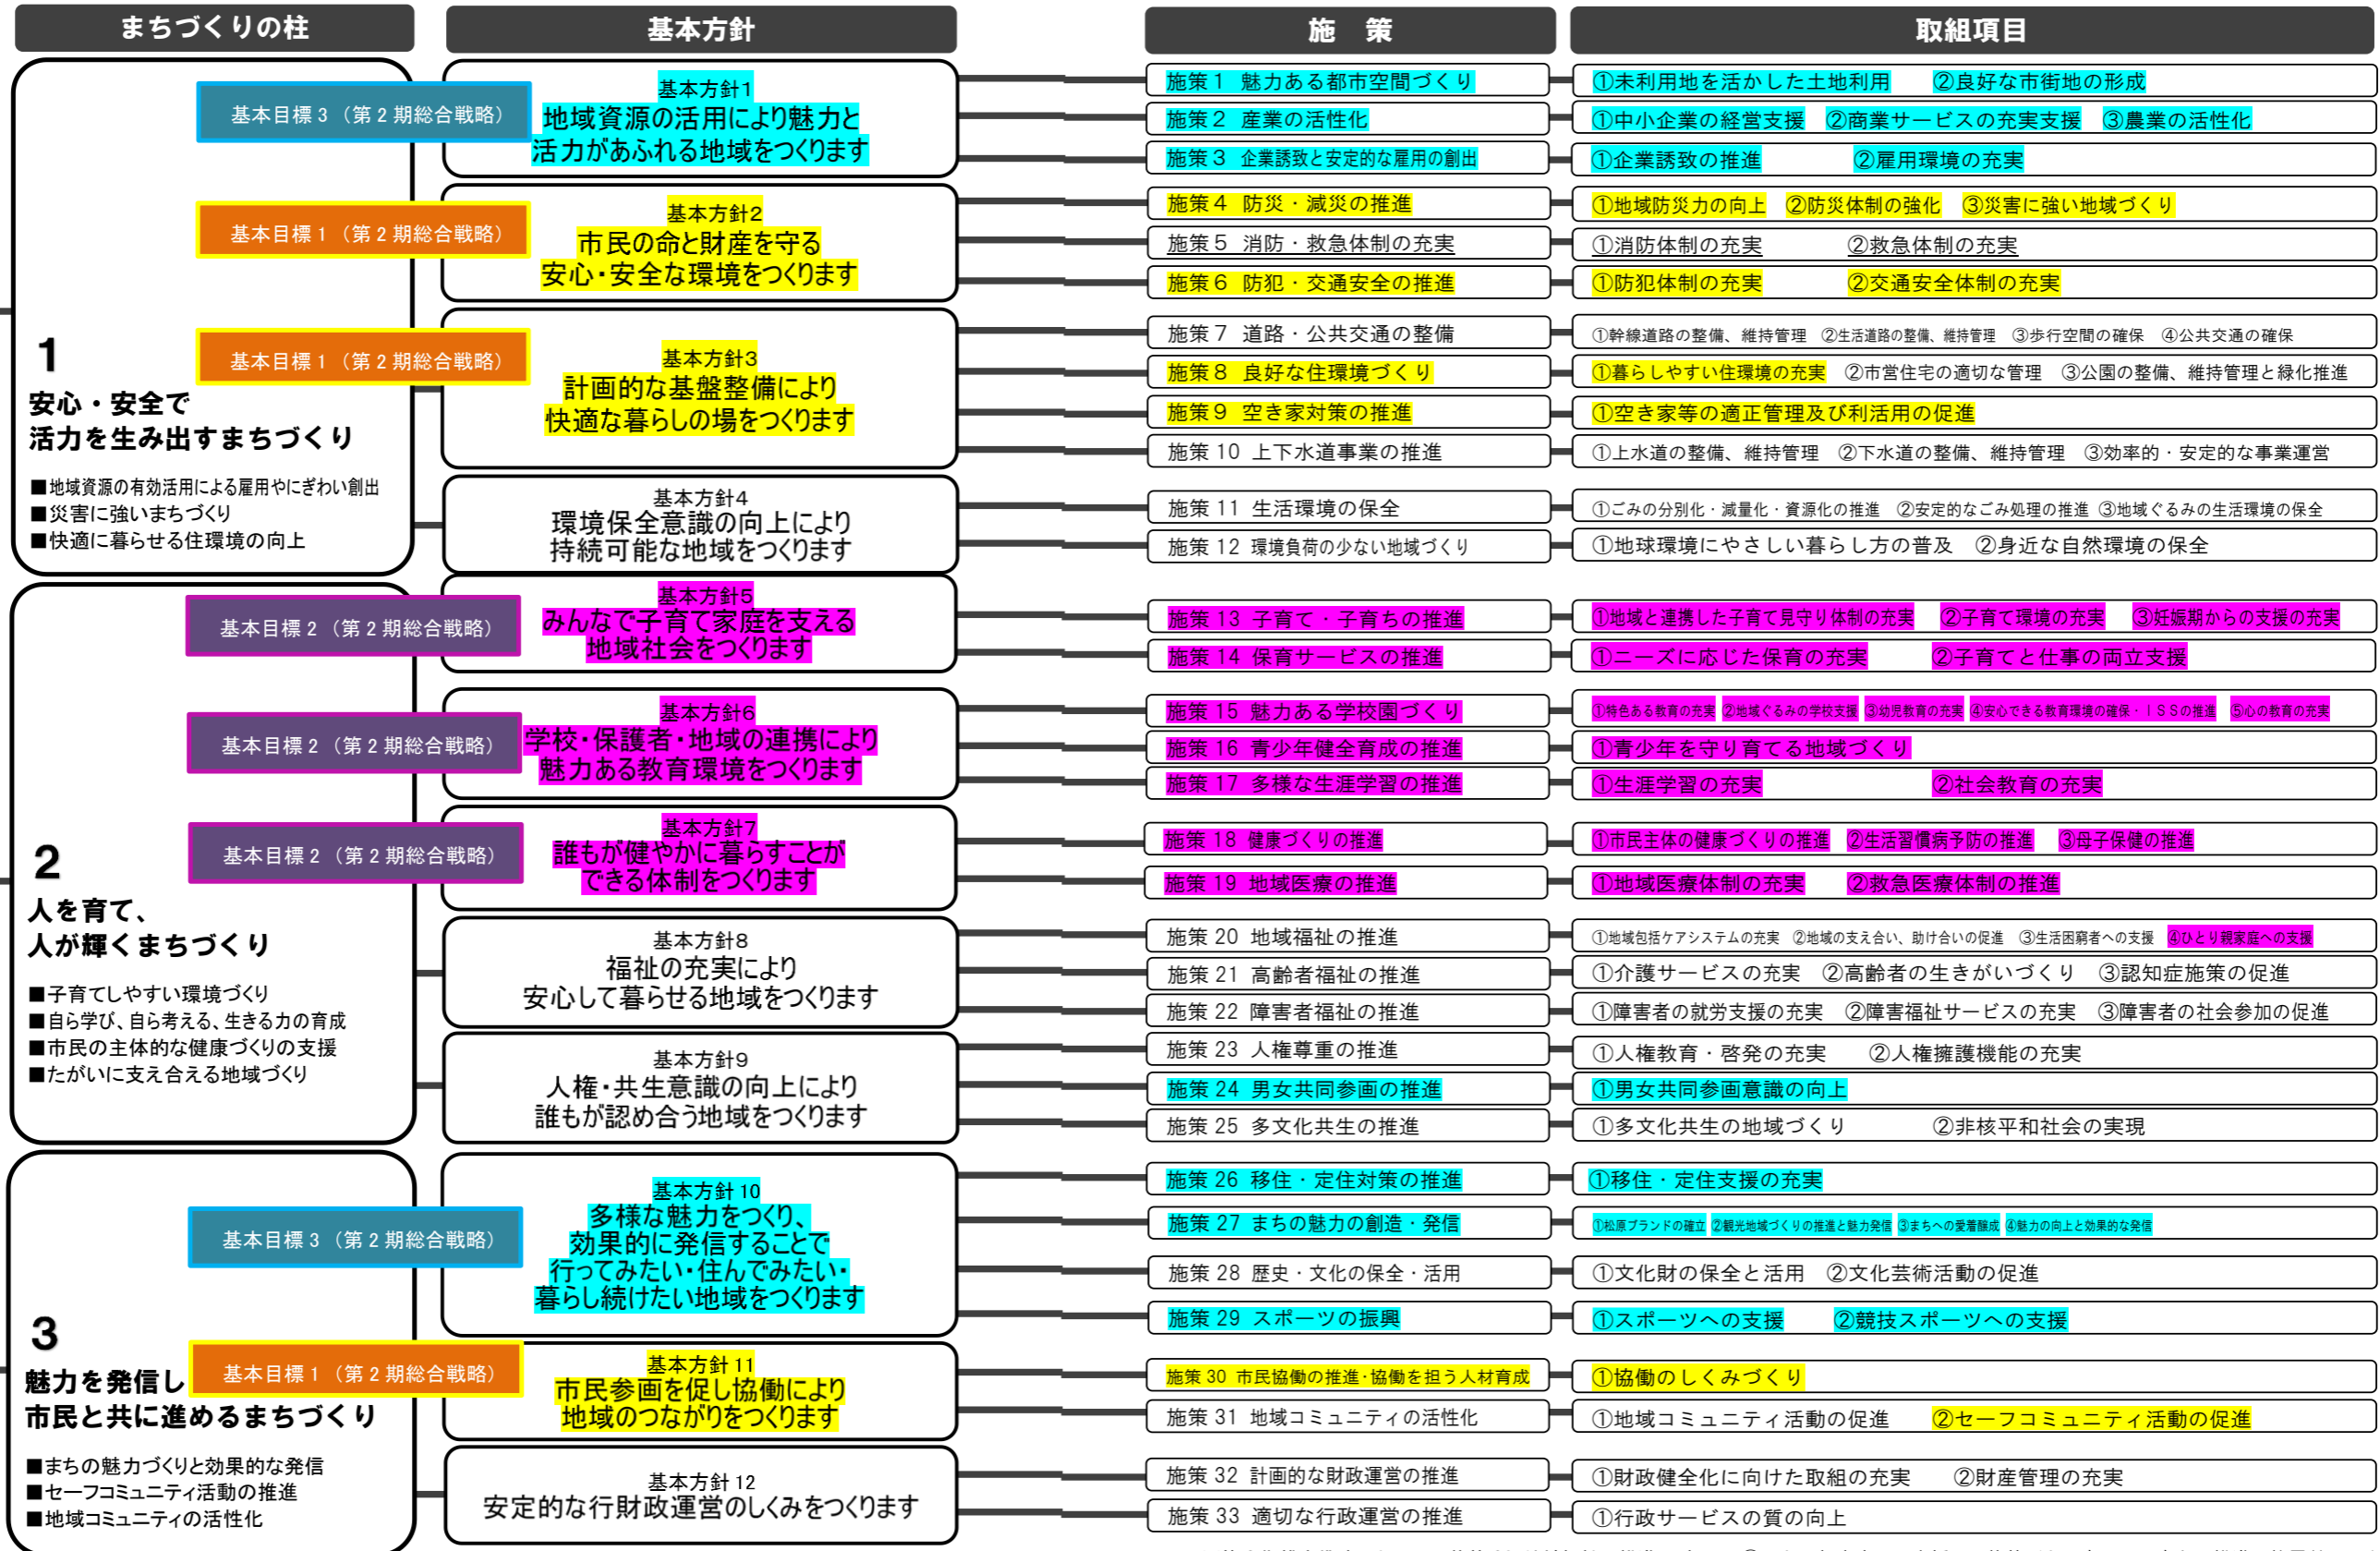 まちづくりの柱
基本方針
施　策
取組項目
1
安心・安全で
活力を生み出すまちづくり
■地域資源の有効活用による雇用やにぎわい創出
■災害に強いまちづくり
■快適に暮らせる住環境の向上
基本目標３（第２期総合戦略）
基本方針1
地域資源の活用により魅力と
活力があふれる地域をつくります
施策１ 魅力ある都市空間づくり
①未利用地を活かした土地利用　②良好な市街地の形成
施策２ 産業の活性化
①中小企業の経営支援　②商業サービスの充実支援　③農業の活性化
施策３ 企業誘致と安定的な雇用の創出
①企業誘致の推進　②雇用環境の充実
基本目標１（第２期総合戦略）
基本方針2
市民の命と財産を守る
安心・安全な環境をつくります
施策４ 防災・減災の推進
①地域防災力の向上　②防災体制の強化　③災害に強い地域づくり
施策５ 消防・救急体制の充実
①消防体制の充実　②救急体制の充実
施策６ 防犯・交通安全の推進
①防犯体制の充実　②交通安全体制の充実
基本目標１（第２期総合戦略）
基本方針3
計画的な基盤整備により
快適な暮らしの場をつくります
施策７ 道路・公共交通の整備
①幹線道路の整備、維持管理　②生活道路の整備、維持管理　③歩行空間の確保　④公共交通の確保
施策８ 良好な住環境づくり
①暮らしやすい住環境の充実　②市営住宅の適切な管理　③公園の整備、維持管理と緑化推進
施策９ 空き家対策の推進
①空き家等の適正管理及び利活用の促進
施策 10 上下水道事業の推進
①上水道の整備、維持管理　②下水道の整備、維持管理　③効率的・安定的な事業運営
基本方針4
環境保全意識の向上により
持続可能な地域をつくります
施策 11 生活環境の保全
①ごみの分別化・減量化・資源化の推進　②安定的なごみ処理の推進　③地域ぐるみの生活環境の保全
施策 12 環境負荷の少ない地域づくり
①地球環境にやさしい暮らし方の普及　②身近な自然環境の保全
2
人を育て、
人が輝くまちづくり
■子育てしやすい環境づくり
■自ら学び、自ら考える、生きる力の育成
■市民の主体的な健康づくりの支援
■たがいに支え合える地域づくり
基本目標２（第２期総合戦略）
基本方針5
みんなで子育て家庭を支える
地域社会をつくります
施策 13 子育て・子育ちの推進
①地域と連携した子育て見守り体制の充実　②子育て環境の充実　③妊娠期からの支援の充実
施策 14 保育サービスの推進
①ニーズに応じた保育の充実　②子育てと仕事の両立支援
基本目標２（第２期総合戦略）
基本方針6
学校・保護者・地域の連携により
魅力ある教育環境をつくります
施策 15 魅力ある学校園づくり
①特色ある教育の充実　②地域ぐるみの学校支援　③幼児教育の充実　④安心できる教育環境の確保・ＩＳＳの推進　⑤心の教育の充実
施策 16 青少年健全育成の推進
①青少年を守り育てる地域づくり
施策 17 多様な生涯学習の推進
①生涯学習の充実　②社会教育の充実
基本目標２（第２期総合戦略）
基本方針7
誰もが健やかに暮らすことが
できる体制をつくります
施策 18 健康づくりの推進
①市民主体の健康づくりの推進　②生活習慣病予防の推進　③母子保健の推進
施策 19 地域医療の推進
①地域医療体制の充実　②救急医療体制の推進
基本方針8
福祉の充実により
安心して暮らせる地域をつくります
施策 20 地域福祉の推進
①地域包括ケアシステムの充実　②地域の支え合い、助け合いの促進　③生活困窮者への支援　④ひとり親家庭への支援
施策 21 高齢者福祉の推進
①介護サービスの充実　②高齢者の生きがいづくり　③認知症施策の促進
施策 22 障害者福祉の推進
①障害者の就労支援の充実　②障害福祉サービスの充実　③障害者の社会参加の促進
基本方針9
人権・共生意識の向上により
誰もが認め合う地域をつくります
施策 23 人権尊重の推進
①人権教育・啓発の充実　②人権擁護機能の充実
施策 24 男女共同参画の推進
①男女共同参画意識の向上
施策 25 多文化共生の推進
①多文化共生の地域づくり　②非核平和社会の実現
3
魅力を発信し
市民と共に進めるまちづくり
■まちの魅力づくりと効果的な発信
■セーフコミュニティ活動の推進
■地域コミュニティの活性化
基本目標３（第２期総合戦略）
基本方針 10
多様な魅力をつくり、
効果的に発信することで
行ってみたい・住んでみたい・
暮らし続けたい地域をつくります
施策 26 移住・定住対策の推進
①移住・定住支援の充実
施策 27 まちの魅力の創造・発信
①松原ブランドの確立　②観光地域づくりの推進と魅力発信　③まちへの愛着醸成　④魅力の向上と効果的な発信
施策 28 歴史・文化の保全・活用
①文化財の保全と活用　②文化芸術活動の促進
施策 29 スポーツの振興
①スポーツへの支援　②競技スポーツへの支援
基本目標１（第２期総合戦略）
基本方針 11
市民参画を促し協働により
地域のつながりをつくります
施策 30 市民協働の推進・協働を担う人材育成
①協働のしくみづくり
施策 31 地域コミュニティの活性化
①地域コミュニティ活動の促進　②セーフコミュニティ活動の促進
基本方針 12
安定的な行財政運営のしくみをつくります
施策 32 計画的な財政運営の推進
①財政健全化に向けた取組の充実　②財産管理の充実
施策 33 適切な行政運営の推進
①行政サービスの質の向上